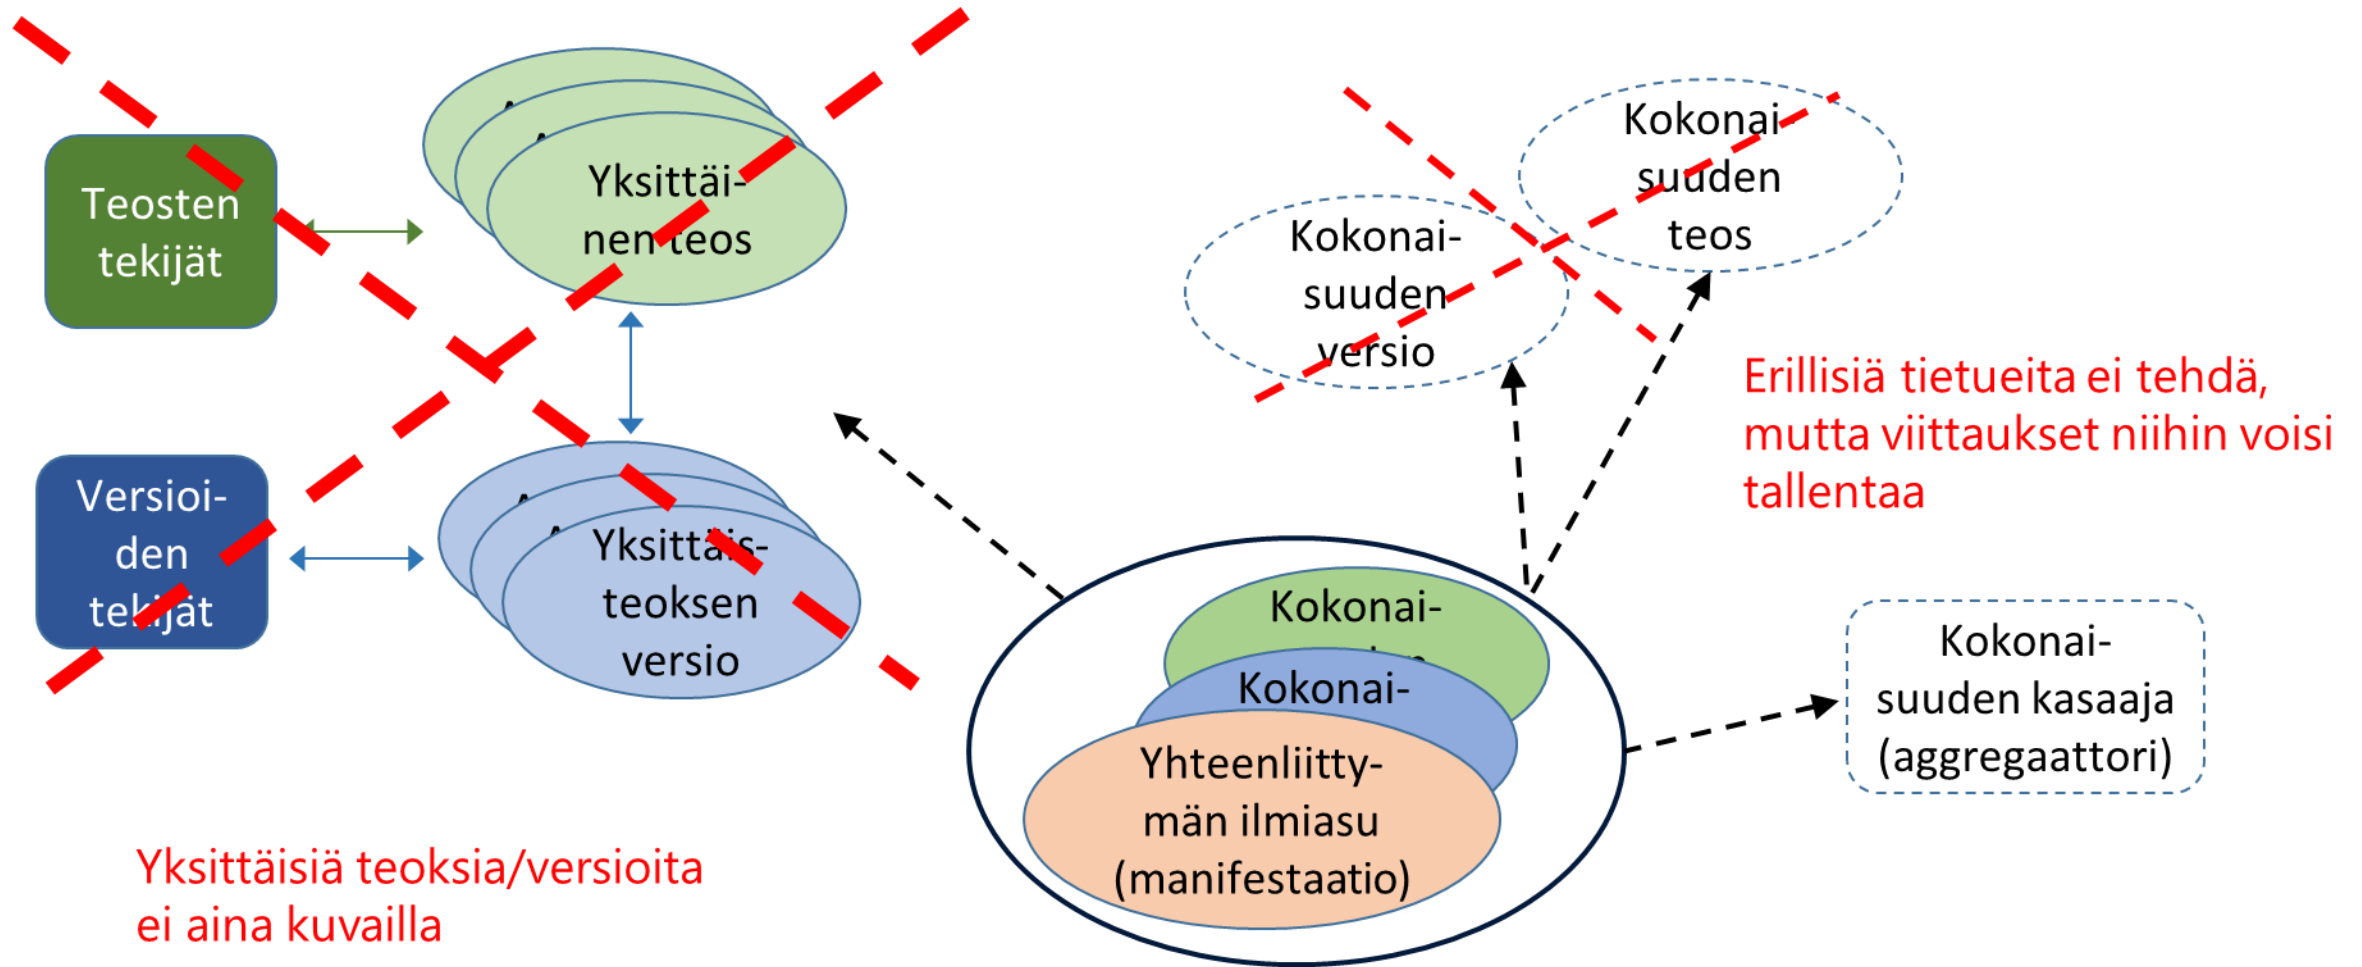 Teosten
tekijät
Yksittäi-
nen teos
Versioi-
den
tekijät
Yksittäis-
teoksen
versio
Yksittäisiä teoksia/versioita
ei aina kuvailla
Kokonai-
suuden
versio
Kokonai-
suuden
teos
Erillisiä tietueita ei tehdä,
mutta viittaukset niihin voisi
tallentaa
Kokonai-
Kokonai-
Yhteenliitty-
män ilmiasu
(manifestaatio)
Kokonai-
suuden kasaaja
(aggregaattori)